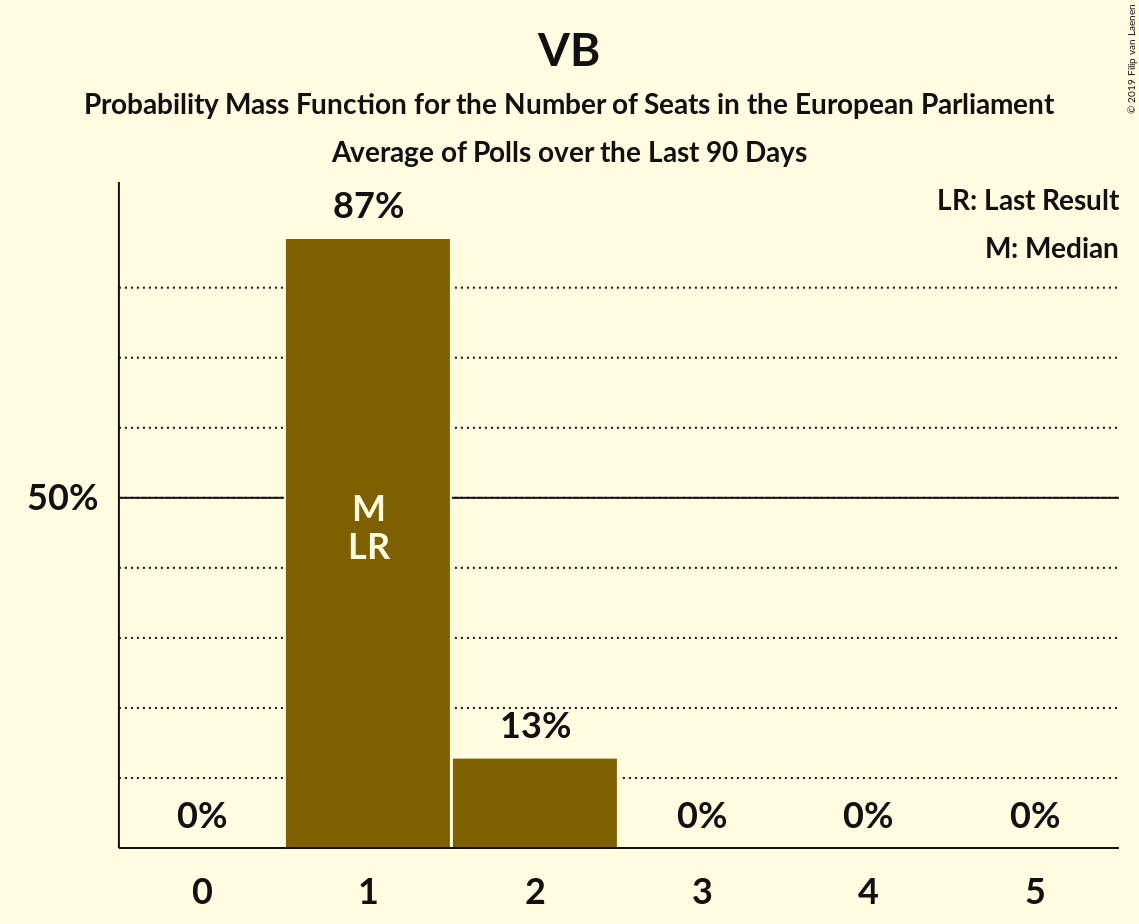 VB
Probability Mass Function for the Number of Seats in the European Parliament
Average of Polls over the Last 90 Days
© 2019 Filip van Laenen
LR: Last Result
M: Median
87%
50%
M
LR
13%
0%
0%
0%
0%
0
1
2
3
4
5